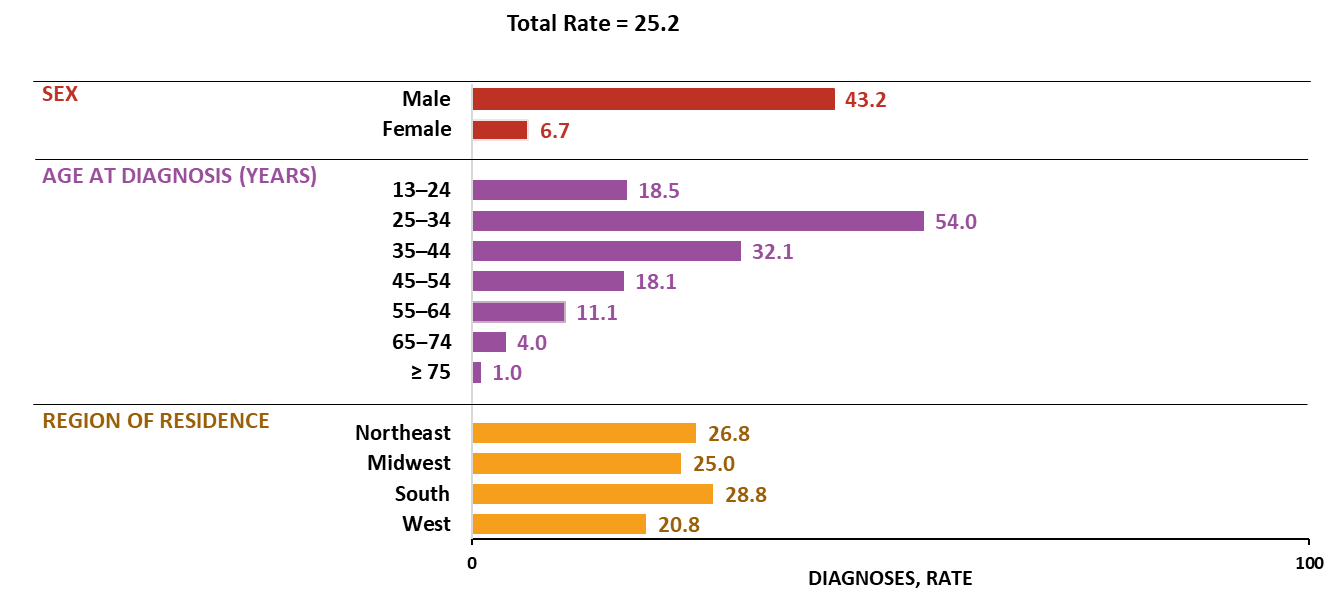 Total Rate = 25.2
SEX
Male 43.2
Female 6.7
AGE AT DIAGNOSIS (YEARS)
13–24 18.5
25–34 54.0
35–44 32.1
45–54 18.1
55–64 11.1
65–74 4.0
≥ 75 1.0
REGION OF RESIDENCE
Northeast 26.8
Midwest 25.0
South 28.8
West 20.8
0 100
DIAGNOSES, RATE